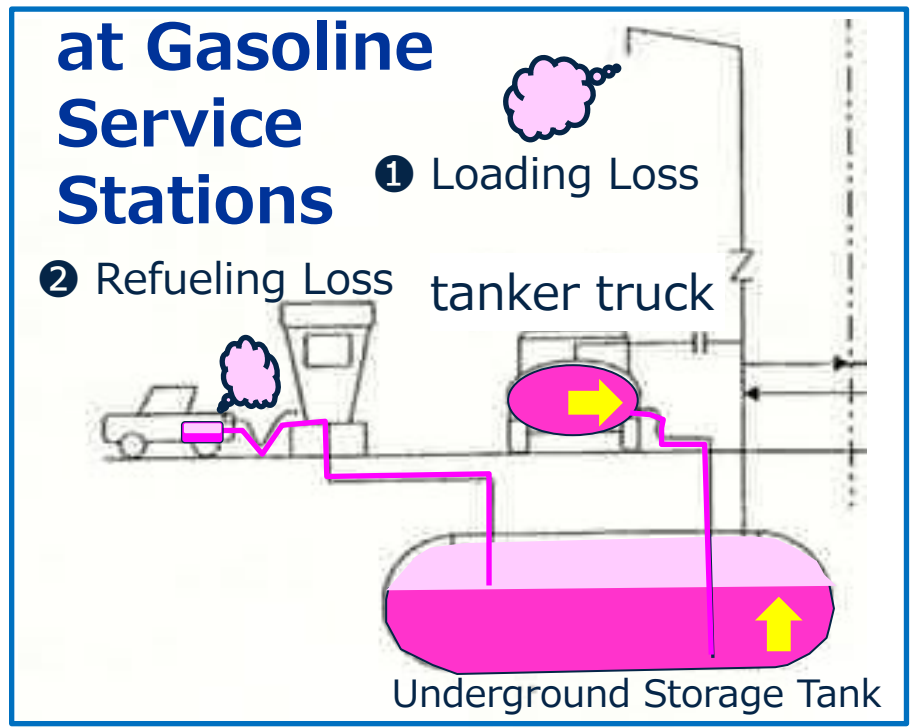 at Gasoline
Service
Stations
❶ Loading Loss
❷ Refueling Loss
tanker truck
Underground Storage Tank